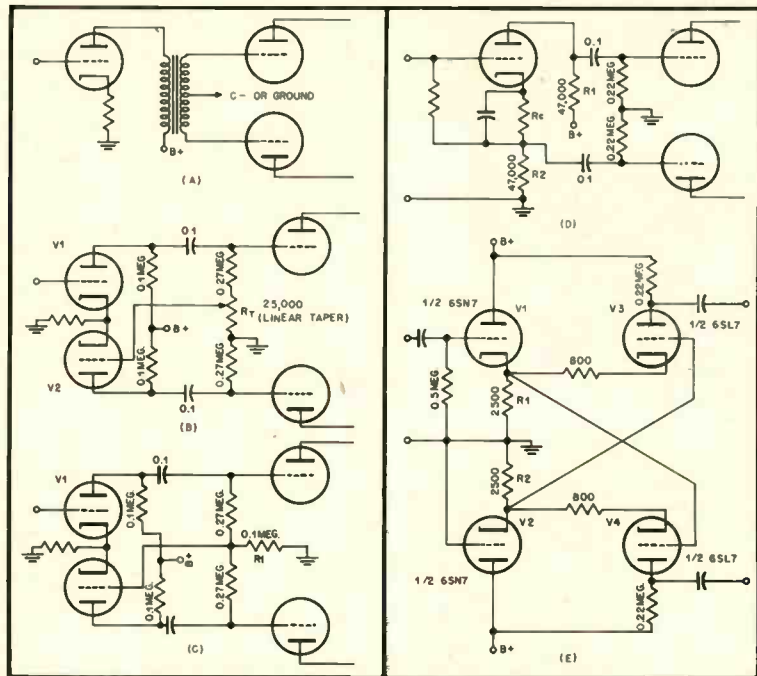 C- OR GROUND
B+
(A)
V1
0.1
0.1 MEG.
0.27 MEG.
RT
25,000
(LINEAR TAPER)
B+
0.1 MEG.
0.27 MEG.
V2
0.1
(B)
V1
0.1
0.1 MEG.
0.27 MEG.
0.1 MEG.
R1
B+
0.1 MEG.
0.27 MEG.
(C)
0.1
47,000
R1
B+
0.22 MEG.
0.22 MEG.
Rc
47,000
R2
0.1
(D)
B+
0.22 MEG.
1/2 6SN7
V1
V3
1/2 6SL7
800
0.5 MEG.
2500
R1
2500
R2
800
V2
V4
1/2 6SN7
1/2 6SL7
0.22 MEG.
B+
(E)